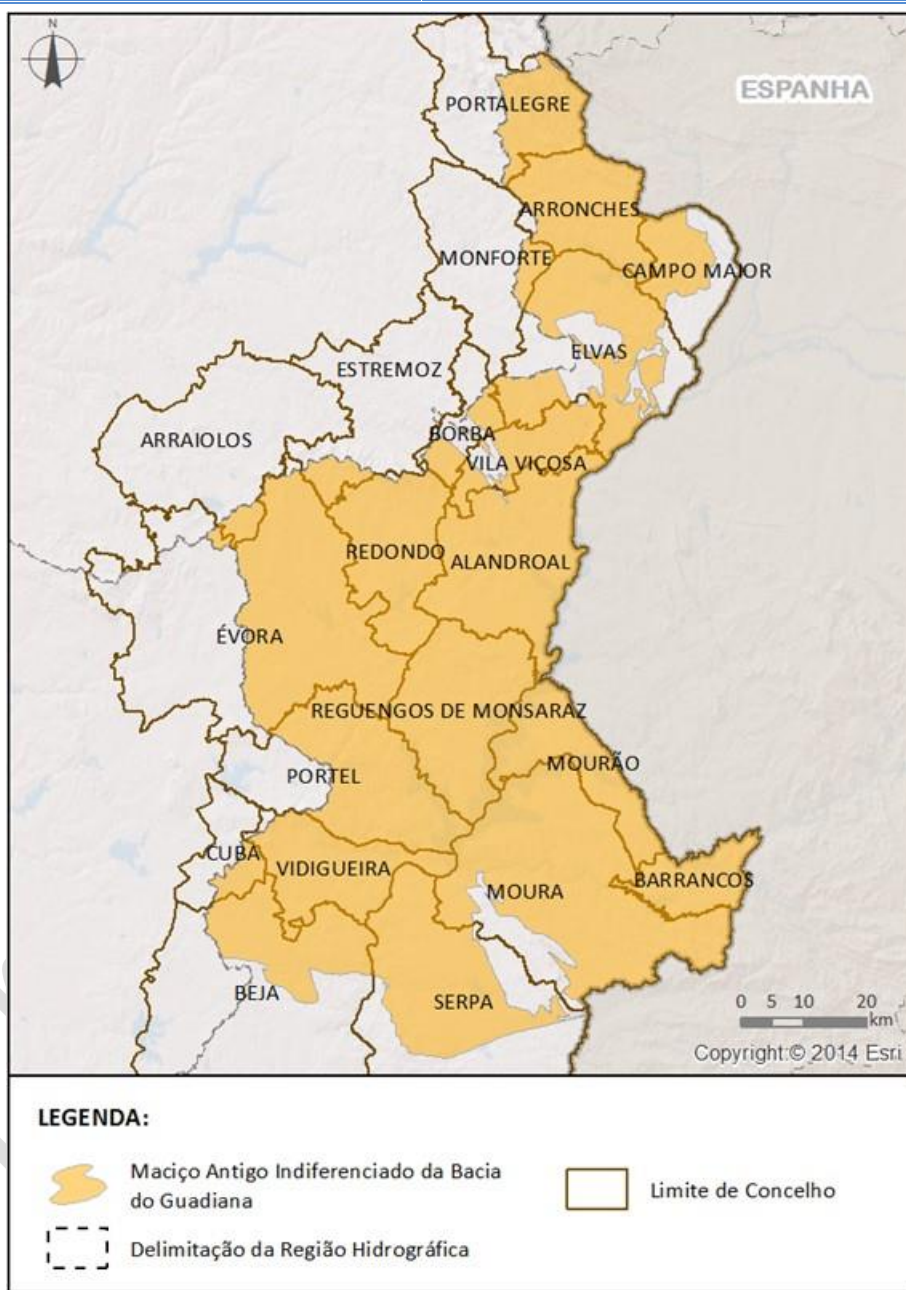 N
ESPANHA
PORTALEGRE
ARRONCHES
MONFORTE
CAMPO MAIOR
ELVAS
ESTREMOZ
BORBA
ARRAIOLOS
VILA VIÇOSA
REDONDO
ALANDROAL
ÉVORA
REGUENGOS DE MONSARAZ
MOURÃO
PORTEL
CUBA
VIDIGUEIRA
BARRANCOS
MOURA
BEJA
SERPA
0 5 10 20
km
Copyright:© 2014 Esri
LEGENDA:
Maciço Antigo Indiferenciado da Bacia
do Guadiana
Limite de Concelho
Delimitação da Região Hidrográfica